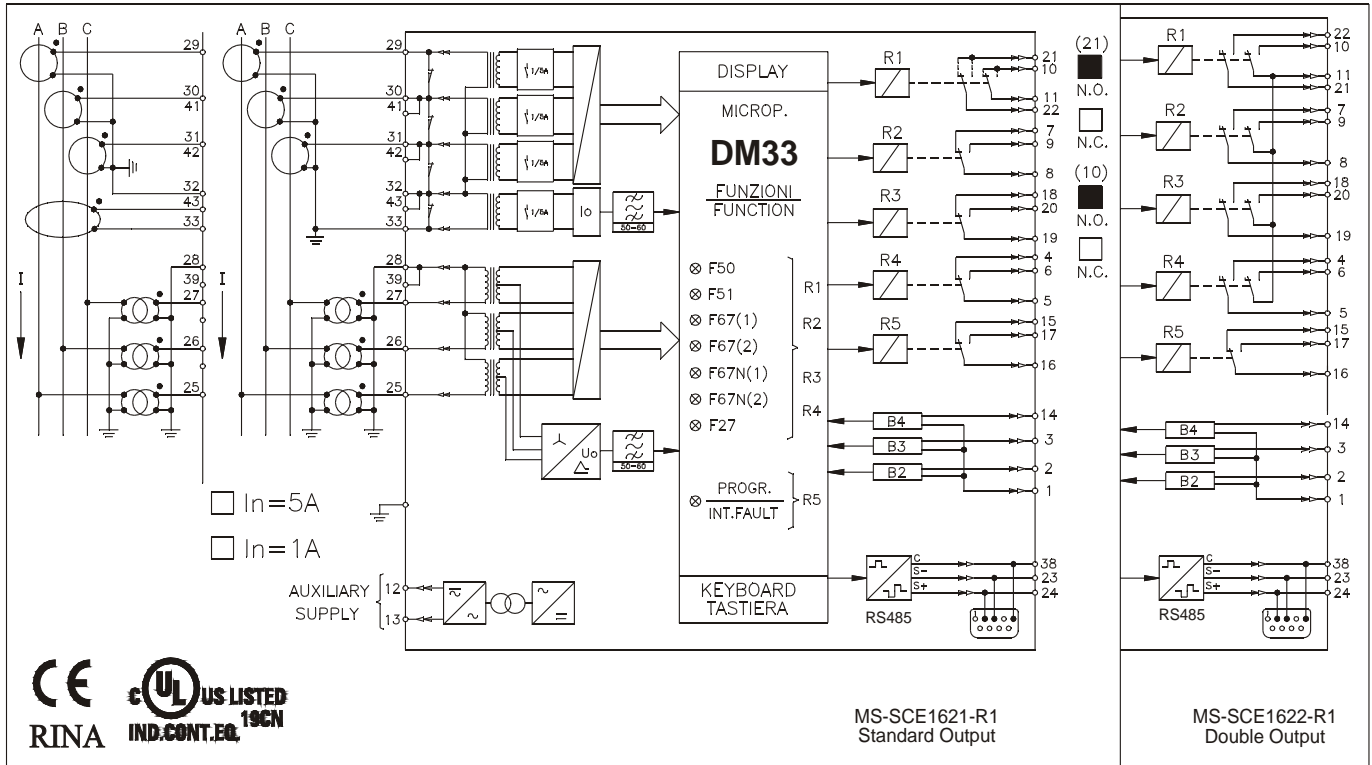 A B C
29
30
41
31
42
32
43
33
28
39
27
26
25
I
A B C
29
30
41
31
42
32
43
33
28
39
27
26
25
I
In=5A
In=1A
AUXILIARY
SUPPLY
12
13
1/5A
1/5A
1/5A
1/5A
Io
50-60
Uo
50-60
DISPLAY
MICROP.
DM33
FUNZIONI
FUNCTION
F50
F51
F67(1)
F67(2)
F67N(1)
F67N(2)
F27
R1
R2
R3
R4
PROGR.
INT.FAULT
R5
KEYBOARD
TASTIERA
R1
21
10
11
22
R2
7
9
8
R3
18
20
19
R4
4
6
5
R5
15
17
16
B4
14
B3
3
B2
2
1
C
S-
S+
38
23
24
RS485
1
(21)
N.O.
N.C.
(10)
N.O.
N.C.
R1
22
10
11
21
R2
7
9
8
R3
18
20
19
R4
4
6
5
R5
15
17
16
B4
14
B3
3
B2
2
1
C
S-
S+
38
23
24
RS485
1
CE
RINA
C UL US LISTED
19CN
IND.CONT.EQ.
MS-SCE1621-R1
Standard Output
MS-SCE1622-R1
Double Output